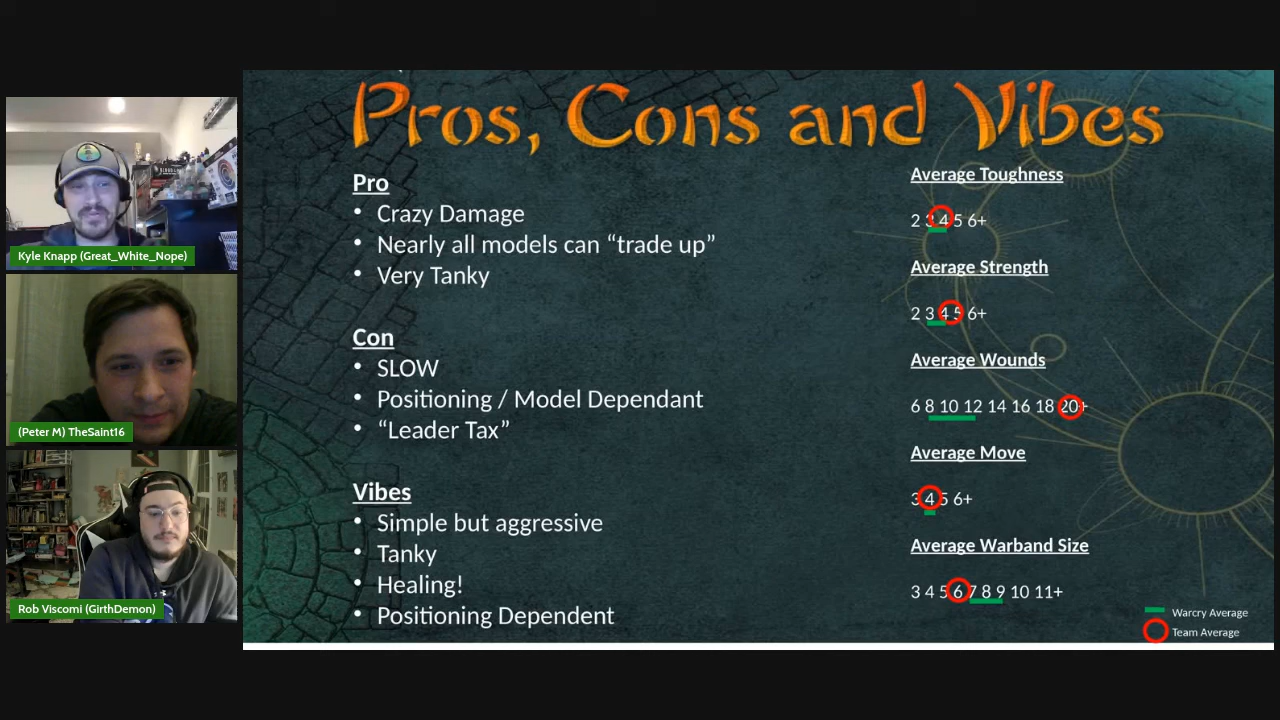 Pros, Cons and Vibes
Kyle Knapp (Great_White_Nope)
(Peter M) TheSaint16
Rob Viscomi (GirthDemon)
Pro
• Crazy Damage
• Nearly all models can “trade up”
• Very Tanky
Con
• SLOW
• Positioning / Model Dependant
• “Leader Tax”
Vibes
• Simple but aggressive
• Tanky
• Healing!
• Positioning Dependent
Average Toughness
2 3 4 5 6+
Average Strength
2 3 4 5 6+
Average Wounds
6 8 10 12 14 16 18 20+
Average Move
3 4 5 6+
Average Warband Size
3 4 5 6 7 8 9 10 11+
Warcry Average
Team Average